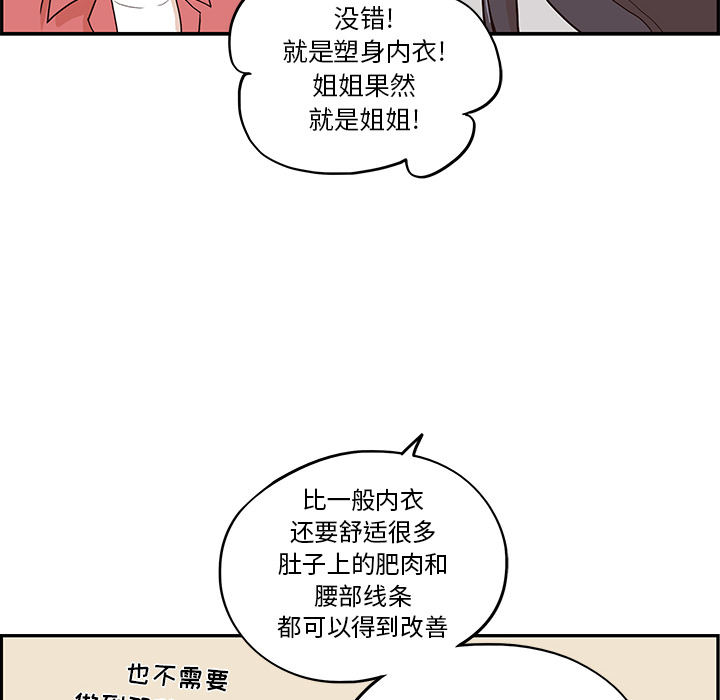 没错!
就是塑身内衣!
姐姐果然
就是姐姐!
比一般内衣
还要舒适很多
肚子上的肥肉和
腰部线条
都可以得到改善
也不需要
做到